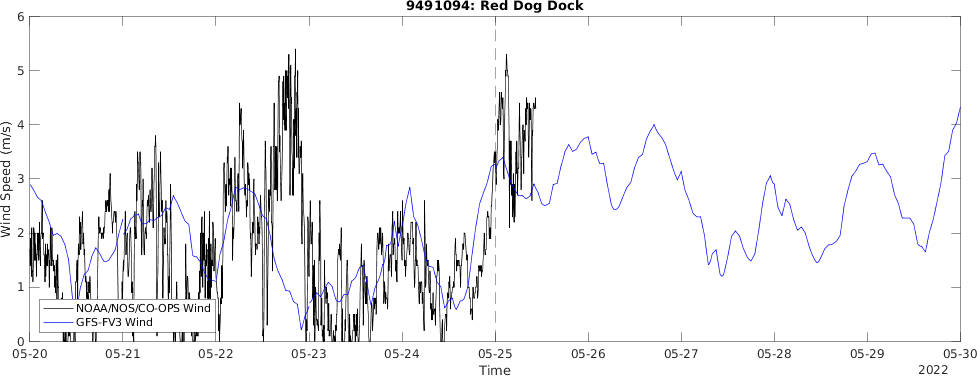 9491094: Red Dog Dock
6
5
4
3
2
1
0
Wind Speed (m/s)
NOAA/NOS/CO-OPS Wind
GFS-FV3 Wind
05-20 05-21 05-22 05-23 05-24 05-25 05-26 05-27 05-28 05-29 05-30
Time
2022